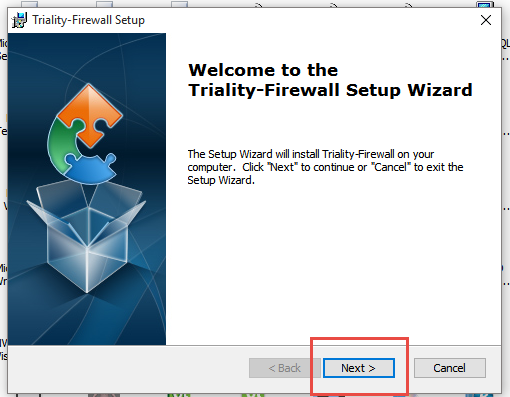 Triality-Firewall Setup
Welcome to the
Triality-Firewall Setup Wizard
The Setup Wizard will install Triality-Firewall on your
computer. Click "Next" to continue or "Cancel" to exit the
Setup Wizard.
< Back
Next >
Cancel